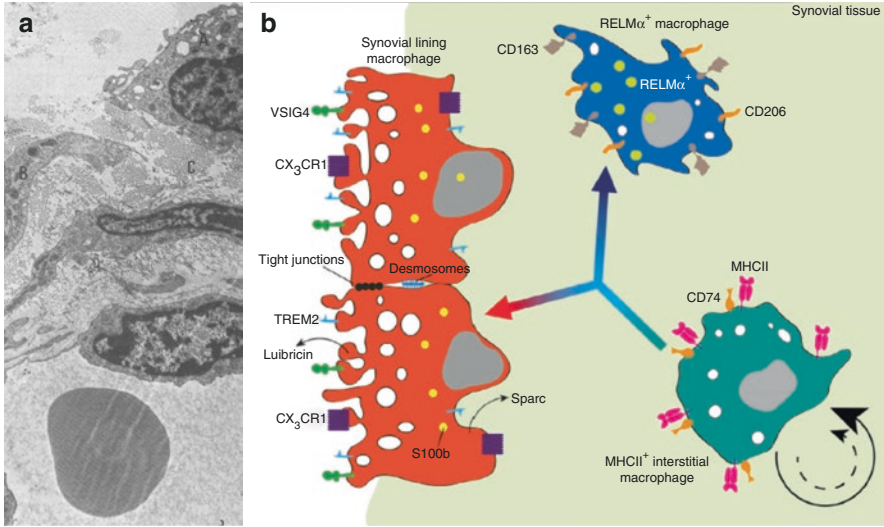 a
b
A
B
C
Synovial tissue
Synovial lining
macrophage
RELMα⁺ macrophage
CD163
RELMα⁺
CD206
VSIG4
CX₃CR1
Tight junctions
Desmosomes
MHCII
CD74
TREM2
Luibricin
Sparc
CX₃CR1
S100b
MHCII⁺ interstitial
macrophage